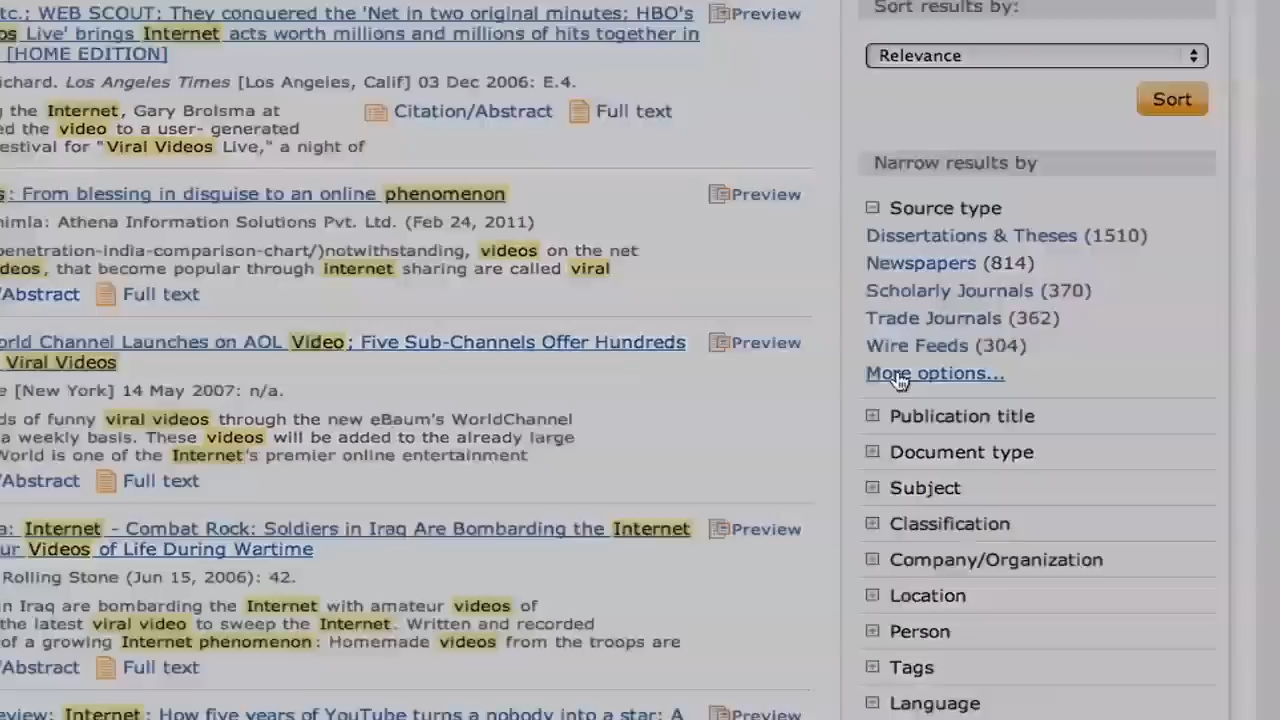 tc.; WEB SCOUT; They conquered the 'Net in two original minutes; HBO's
os Live' brings Internet acts worth millions and millions of hits together in
[HOME EDITION]
Preview
ichard. Los Angeles Times [Los Angeles, Calif] 03 Dec 2006: E.4.
g the Internet, Gary Brolsma at
ed the video to a user- generated
estival for "Viral Videos Live," a night of
Citation/Abstract
Full text
s: From blessing in disguise to an online phenomenon
Preview
himla: Athena Information Solutions Pvt. Ltd. (Feb 24, 2011)
penetration-india-comparison-chart/)notwithstanding, videos on the net
deos, that become popular through internet sharing are called viral
/Abstract
Full text
orld Channel Launches on AOL Video; Five Sub-Channels Offer Hundreds
Viral Videos
Preview
e [New York] 14 May 2007: n/a.
ds of funny viral videos through the new eBaum's WorldChannel
a weekly basis. These videos will be added to the already large
World is one of the Internet's premier online entertainment
/Abstract
Full text
a: Internet - Combat Rock: Soldiers in Iraq Are Bombarding the Internet
ur Videos of Life During Wartime
Preview
Rolling Stone (Jun 15, 2006): 42.
in Iraq are bombarding the Internet with amateur videos of
the latest viral video to sweep the Internet. Written and recorded
of a growing Internet phenomenon: Homemade videos from the troops are
/Abstract
Full text
eview: Internet: How five years of YouTube turns a nobody into a star: A
Preview
Sort results by:
Relevance
Sort
Narrow results by
Source type
Dissertations & Theses (1510)
Newspapers (814)
Scholarly Journals (370)
Trade Journals (362)
Wire Feeds (304)
More options...
Publication title
Document type
Subject
Classification
Company/Organization
Location
Person
Tags
Language